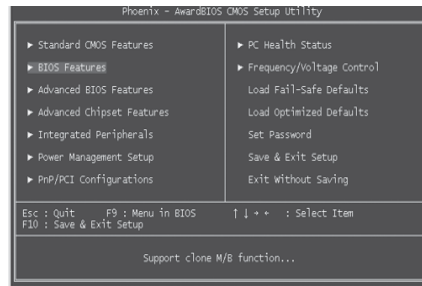 Phoenix - AwardBIOS CMOS Setup Utility
► Standard CMOS Features
► BIOS Features
► Advanced BIOS Features
► Advanced Chipset Features
► Integrated Peripherals
► Power Management Setup
► PnP/PCI Configurations
► PC Health Status
► Frequency/Voltage Control
Load Fail-Safe Defaults
Load Optimized Defaults
Set Password
Save & Exit Setup
Exit Without Saving
Esc : Quit F9 : Menu in BIOS ↑ ↓ → ← : Select Item
F10 : Save & Exit Setup
Support clone M/B function...